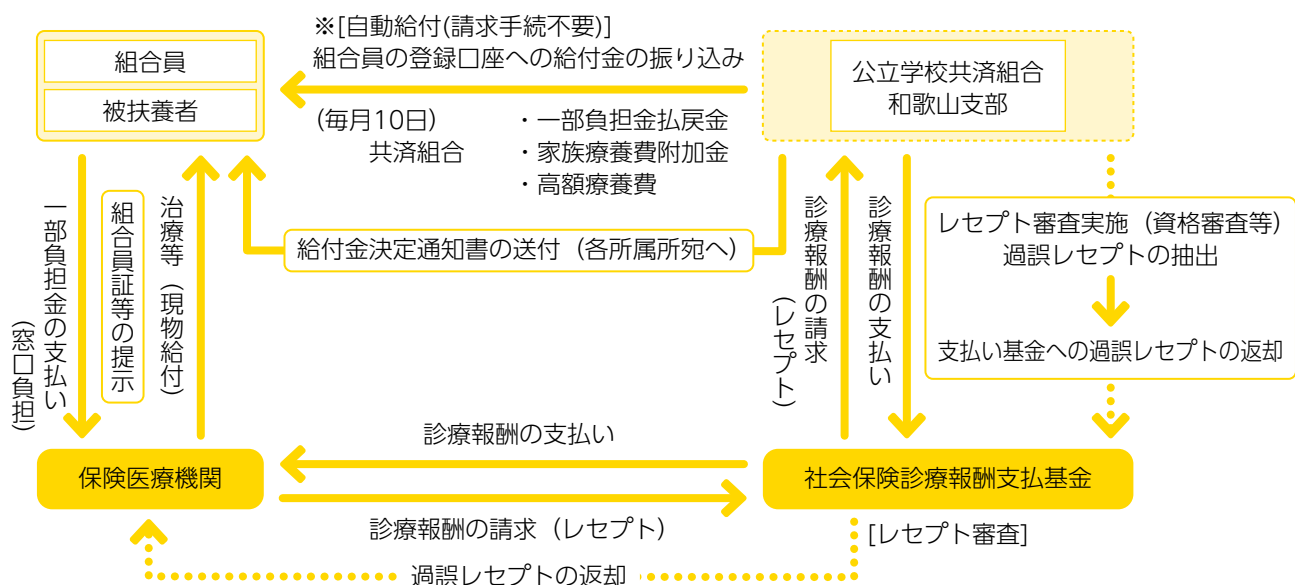 ※[自動給付(請求手続不要)]
組合員の登録口座への給付金の振り込み
組合員
被扶養者
公立学校共済組合
和歌山支部
(毎月10日)
共済組合
・一部負担金払戻金
・家族療養費附加金
・高額療養費
一部負担金の支払い
(窓口負担)
組合員証等の提示
治療等(現物給付)
給付金決定通知書の送付(各所属所宛へ)
診療報酬の請求
(レセプト)
診療報酬の支払い
レセプト審査実施(資格審査等)
過誤レセプトの抽出
支払い基金への過誤レセプトの返却
診療報酬の支払い
保険医療機関
社会保険診療報酬支払基金
診療報酬の請求(レセプト)
[レセプト審査]
過誤レセプトの返却